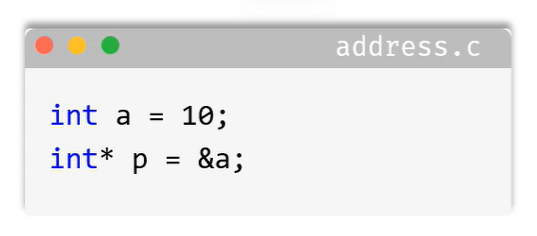 address.c
int a = 10;
int* p = &a;